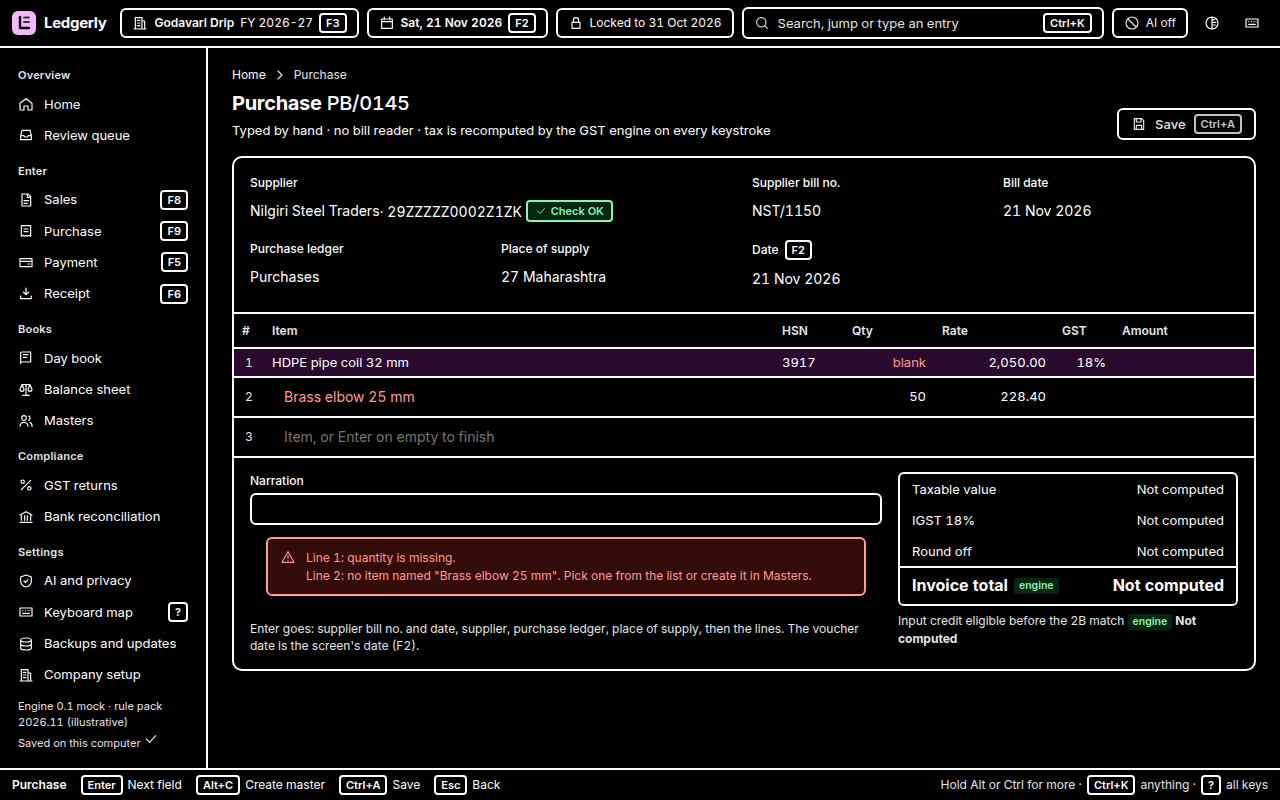 Ledgerly
Godavari Drip FY 2026-27 F3
Sat, 21 Nov 2026 F2
Locked to 31 Oct 2026
Search, jump or type an entry Ctrl+K
AI off
Overview
Home
Review queue
Enter
Sales F8
Purchase F9
Payment F5
Receipt F6
Books
Day book
Balance sheet
Masters
Compliance
GST returns
Bank reconciliation
Settings
AI and privacy
Keyboard map ?
Backups and updates
Company setup
Engine 0.1 mock · rule pack
2026.11 (illustrative)
Saved on this computer
Home > Purchase
Purchase PB/0145
Typed by hand · no bill reader · tax is recomputed by the GST engine on every keystroke
Save Ctrl+A
Supplier Supplier bill no. Bill date
Nilgiri Steel Traders· 29ZZZZZ0002Z1ZK Check OK NST/1150 21 Nov 2026
Purchase ledger Place of supply Date F2
Purchases 27 Maharashtra 21 Nov 2026
# Item HSN Qty Rate GST Amount
1 HDPE pipe coil 32 mm 3917 blank 2,050.00 18%
2 Brass elbow 25 mm 50 228.40
3 Item, or Enter on empty to finish
Narration
Line 1: quantity is missing.
Line 2: no item named "Brass elbow 25 mm". Pick one from the list or create it in Masters.
Enter goes: supplier bill no. and date, supplier, purchase ledger, place of supply, then the lines. The voucher
date is the screen's date (F2).
Taxable value Not computed
IGST 18% Not computed
Round off Not computed
Invoice total engine Not computed
Input credit eligible before the 2B match engine Not
computed
Purchase Enter Next field Alt+C Create master Ctrl+A Save Esc Back
Hold Alt or Ctrl for more · Ctrl+K anything · ? all keys